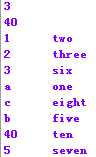 3
40
1 two
2 three
3 six
a one
c eight
b five
40 ten
5 seven